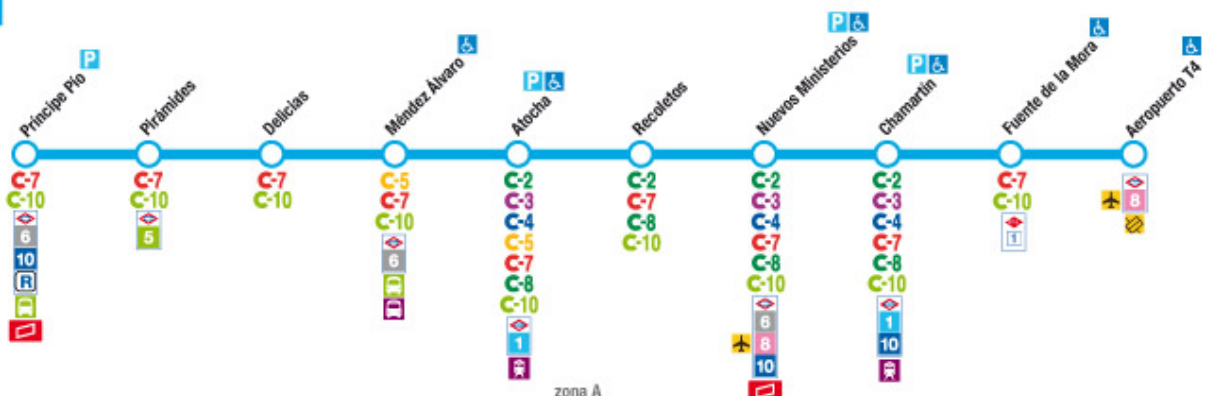 Príncipe Pío
P
C-7
C-10
6
10
R
Pirámides
C-7
C-10
5
Delicias
C-7
C-10
Méndez Álvaro
C-5
C-7
C-10
6
Atocha
P
C-2
C-3
C-4
C-5
C-7
C-8
C-10
1
Recoletos
C-2
C-7
C-8
C-10
Nuevos Ministerios
P
C-2
C-3
C-4
C-7
C-8
C-10
6
8
10
Chamartín
P
C-2
C-3
C-4
C-7
C-8
C-10
1
10
Fuente de la Mora
C-7
C-10
1
Aeropuerto T4
8
zona A